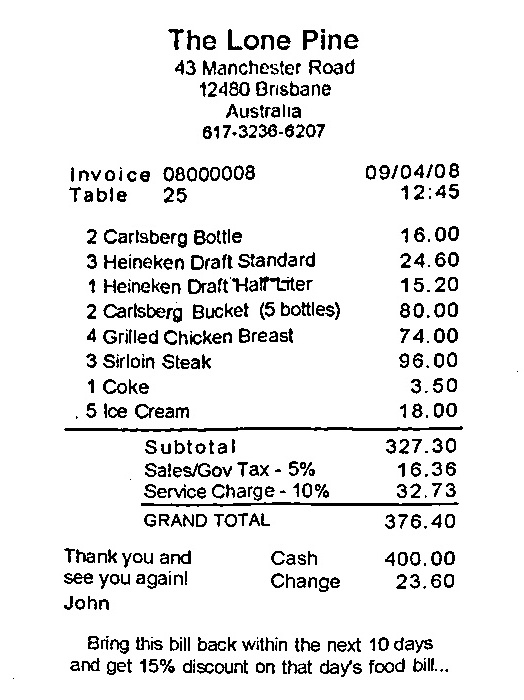 The Lone Pine
43 Manchester Road
12480 Brisbane
Australia
617-3236-6207
Invoice 08000008 09/04/08
Table 25 12:45
2 Carlsberg Bottle 16.00
3 Heineken Draft Standard 24.60
1 Heineken Draft Half Liter 15.20
2 Carlsberg Bucket (5 bottles) 80.00
4 Grilled Chicken Breast 74.00
3 Sirloin Steak 96.00
1 Coke 3.50
5 Ice Cream 18.00
Subtotal 327.30
Sales/Gov Tax - 5% 16.36
Service Charge - 10% 32.73
GRAND TOTAL 376.40
Thank you and Cash 400.00
see you again! Change 23.60
John
Bring this bill back within the next 10 days
and get 15% discount on that day's food bill...